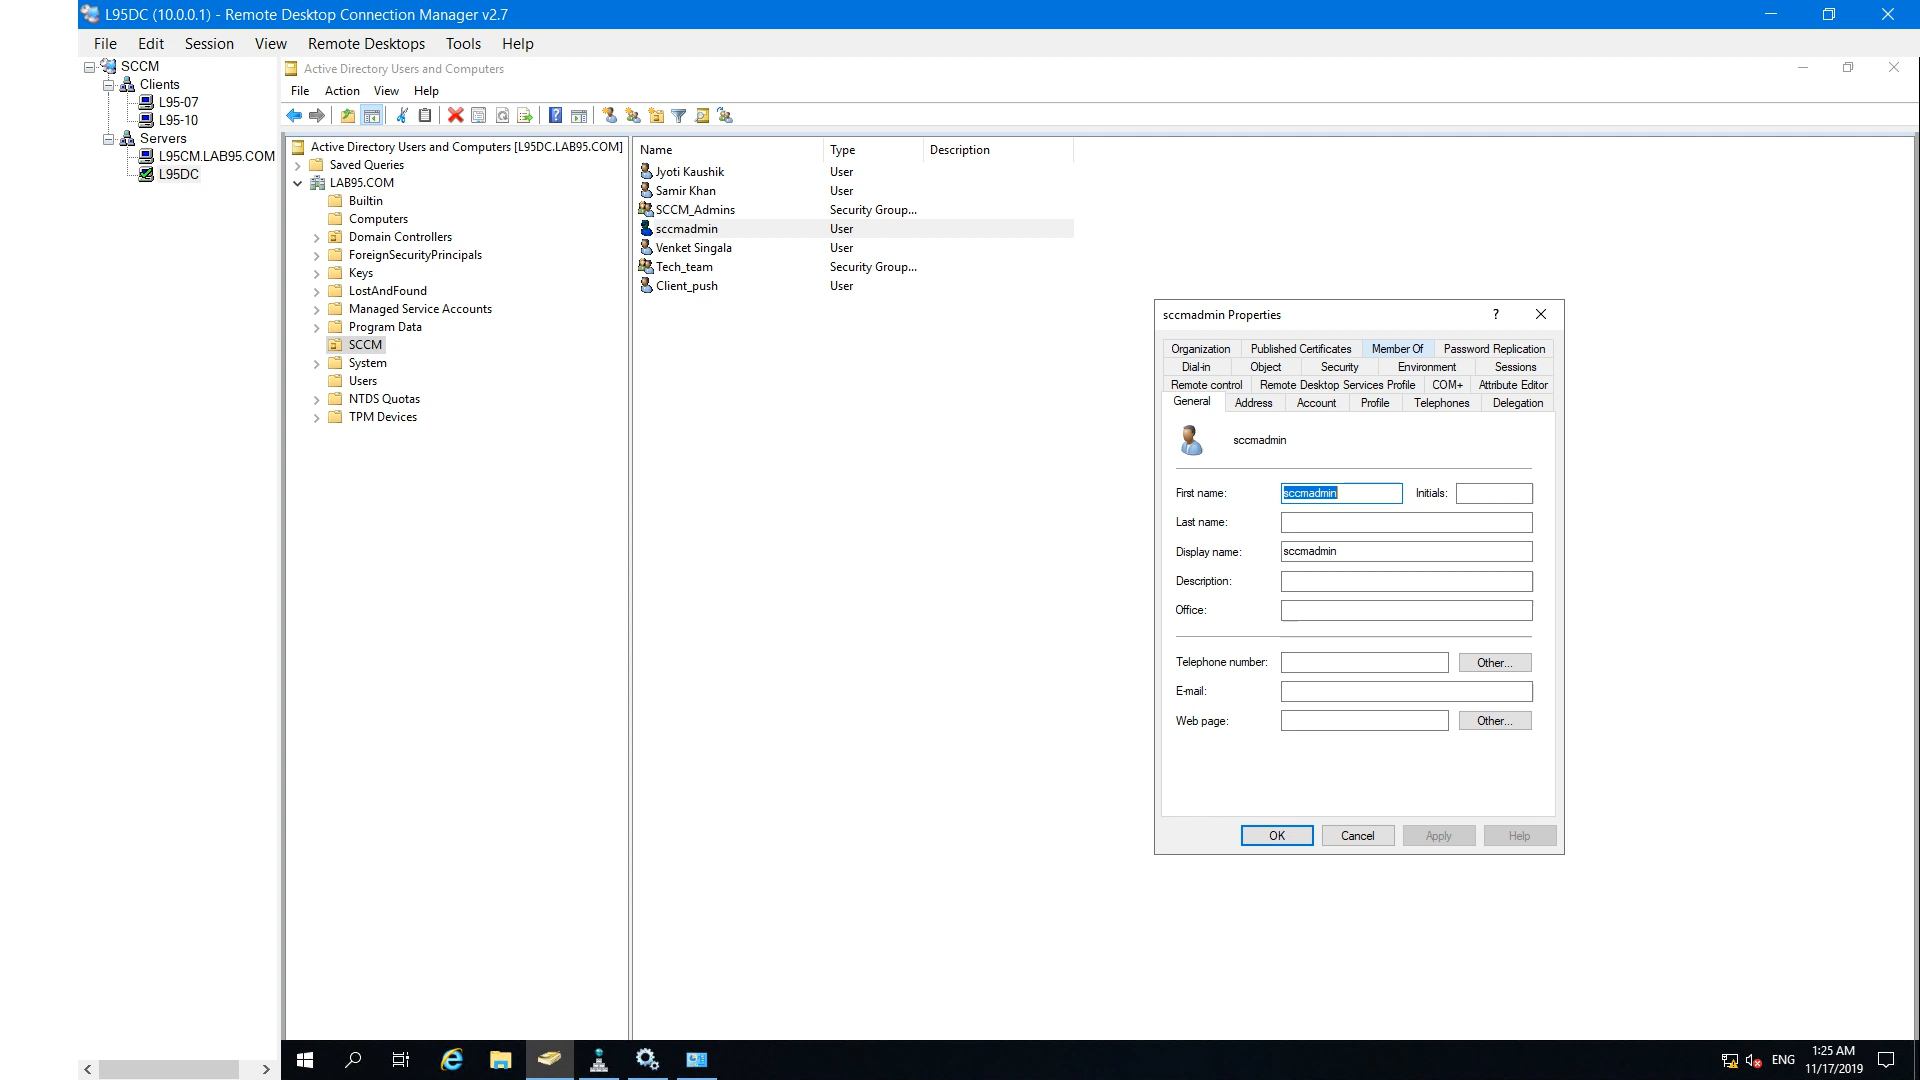 L95DC (10.0.0.1) - Remote Desktop Connection Manager v2.7
File Edit Session View Remote Desktops Tools Help
SCCM
Clients
L95-07
L95-10
Servers
L95CM.LAB95.COM
L95DC
Active Directory Users and Computers
File Action View Help
Active Directory Users and Computers [L95DC.LAB95.COM]
Saved Queries
LAB95.COM
Builtin
Computers
Domain Controllers
ForeignSecurityPrincipals
Keys
LostAndFound
Managed Service Accounts
Program Data
SCCM
System
Users
NTDS Quotas
TPM Devices
Name Type Description
Jyoti Kaushik User
Samir Khan User
SCCM_Admins Security Group...
sccmadmin User
Venket Singala User
Tech_team Security Group...
Client_push User
sccmadmin Properties ?
Organization Published Certificates Member Of Password Replication
Dial-in Object Security Environment Sessions
Remote control Remote Desktop Services Profile COM+ Attribute Editor
General Address Account Profile Telephones Delegation
sccmadmin
First name: sccmadmin Initials:
Last name:
Display name: sccmadmin
Description:
Office:
Telephone number: Other...
E-mail:
Web page: Other...
OK Cancel Apply Help
ENG
1:25 AM
11/17/2019